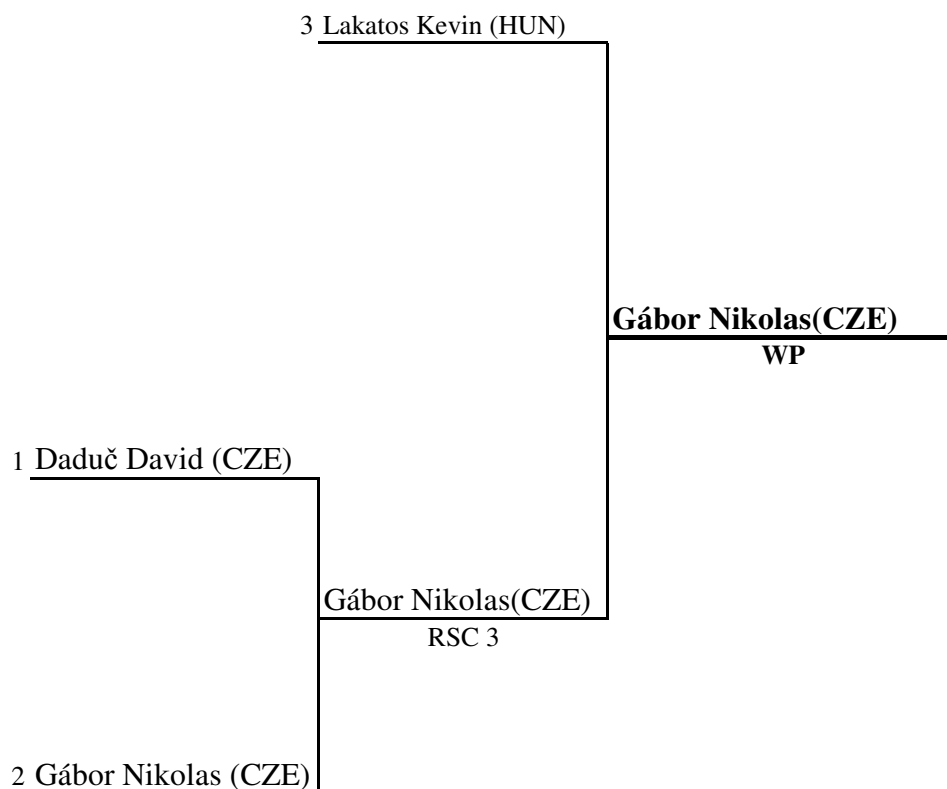 3 Lakatos Kevin (HUN)
Gábor Nikolas(CZE)
WP
1 Daduč David (CZE)
Gábor Nikolas(CZE)
RSC 3
2 Gábor Nikolas (CZE)